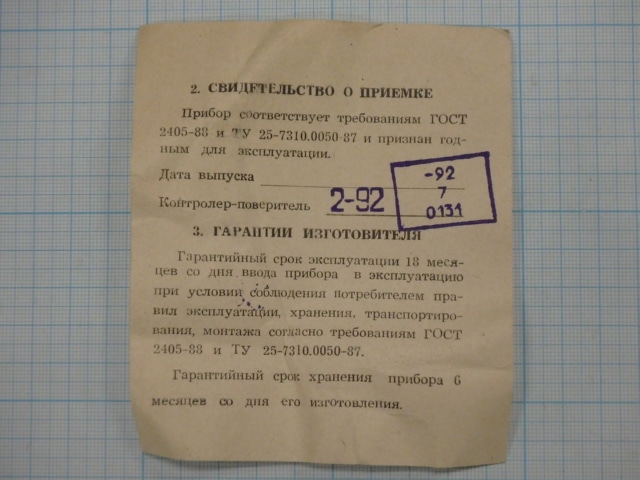 2. СВИДЕТЕЛЬСТВО О ПРИЕМКЕ
Прибор соответствует требованиям ГОСТ
2405-88 и ТУ 25-7310.0050-87 и признан год-
ным для эксплуатации.
Дата выпуска
-92
7
0131
Контролер-поверитель 2-92
3. ГАРАНТИИ ИЗГОТОВИТЕЛЯ
Гарантийный срок эксплуатации 18 меся-
цев со дня ввода прибора в эксплуатацию
при условии соблюдения потребителем пра-
вил эксплуатации, хранения, транспортиро-
вания, монтажа согласно требованиям ГОСТ
2405-88 и ТУ 25-7310.0050-87.
Гарантийный срок хранения прибора 6
месяцев со дня его изготовления.